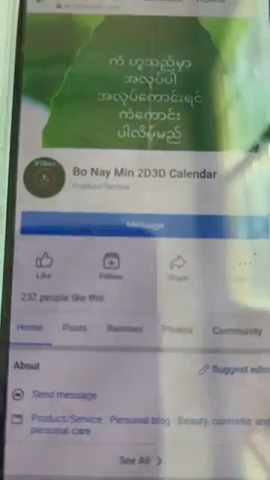 ကံ ဟူသည်မှာ
အလုပ်ပါ
အလုပ်ကောင်းရင်
ကံကောင်း
ပါလိမ့်မည်
Bo Nay Min 2D3D Calendar
Product/Service
Message
Like
Follow
Share
232 people like this
Home Posts Reviews Photos Community
About
Suggest edits
Send message
Product/Service · Personal blog · Beauty, cosmetic and
personal care
See All